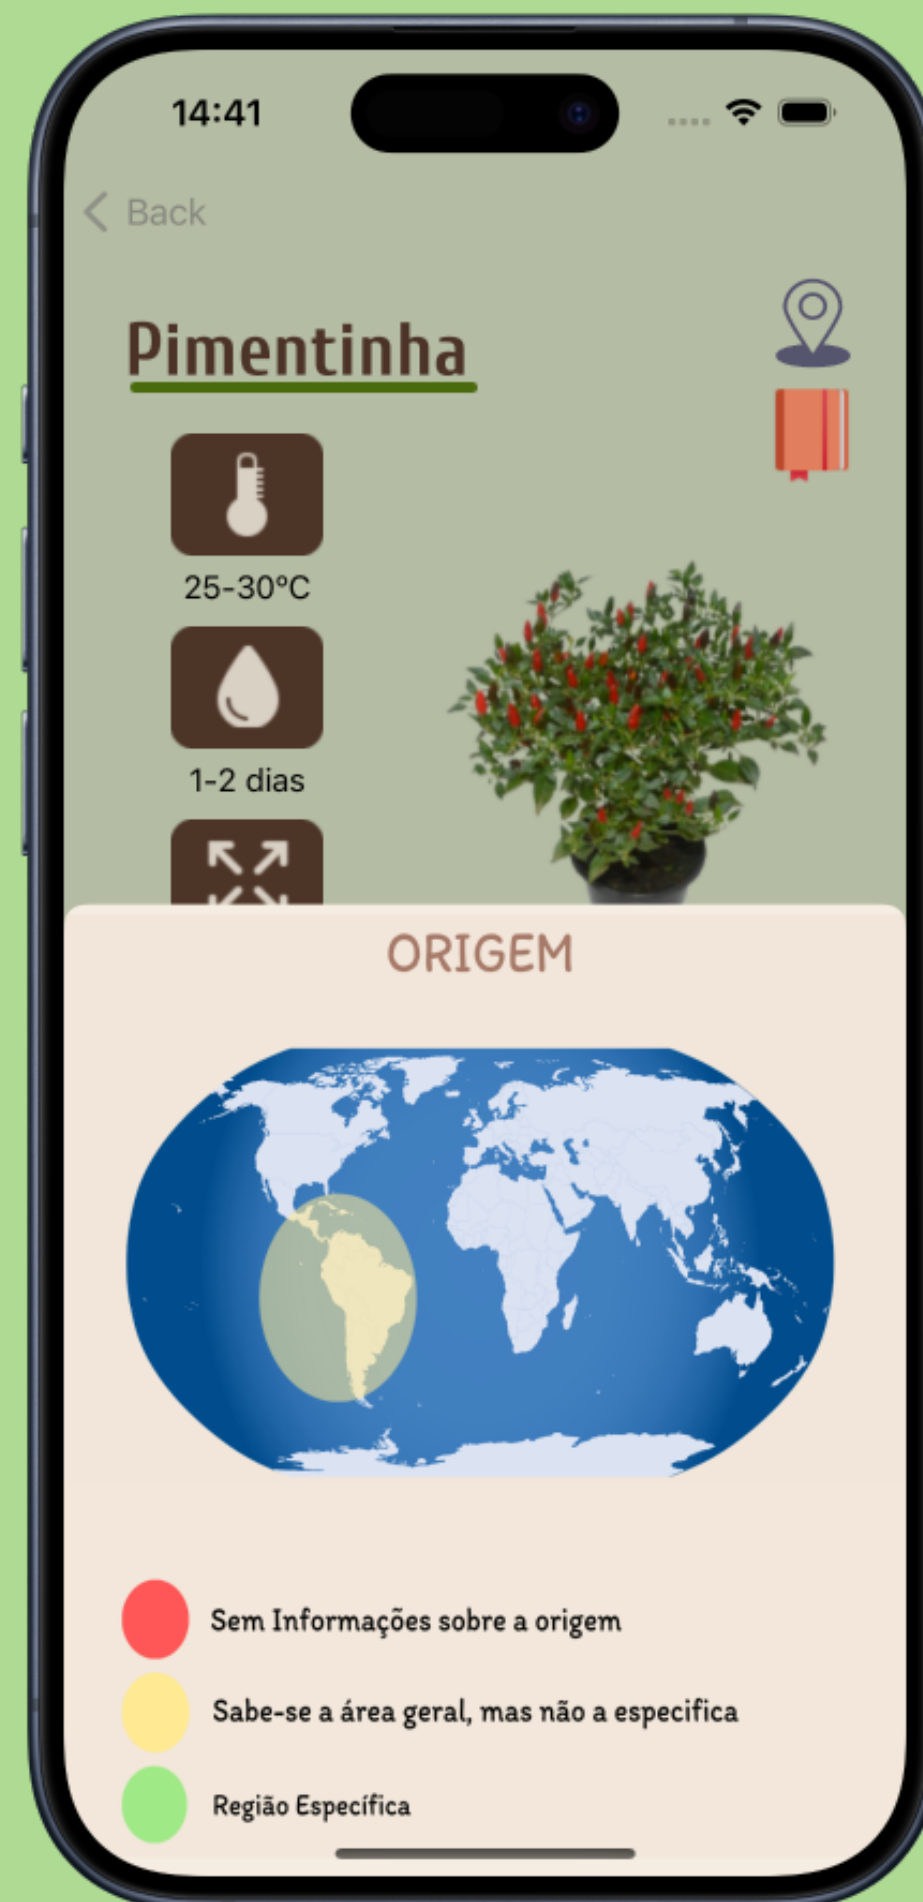 14:41
Back
Pimentinha
25-30°C
1-2 dias
ORIGEM
Sem Informações sobre a origem
Sabe-se a área geral, mas não a especifica
Região Específica